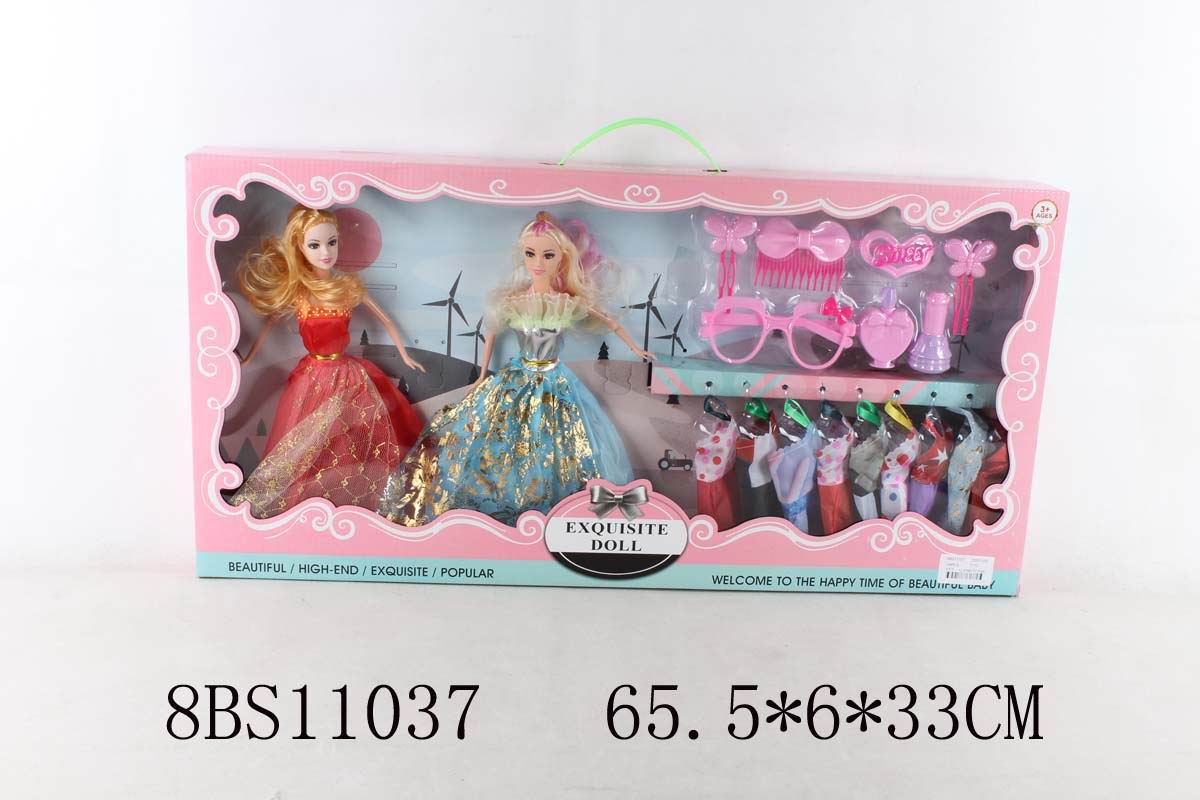 3+
AGES
SWEET
EXQUISITE
DOLL
BEAUTIFUL / HIGH-END / EXQUISITE / POPULAR
WELCOME TO THE HAPPY TIME OF BEAUTIFUL BABY
8BS11037 65.5*6*33CM